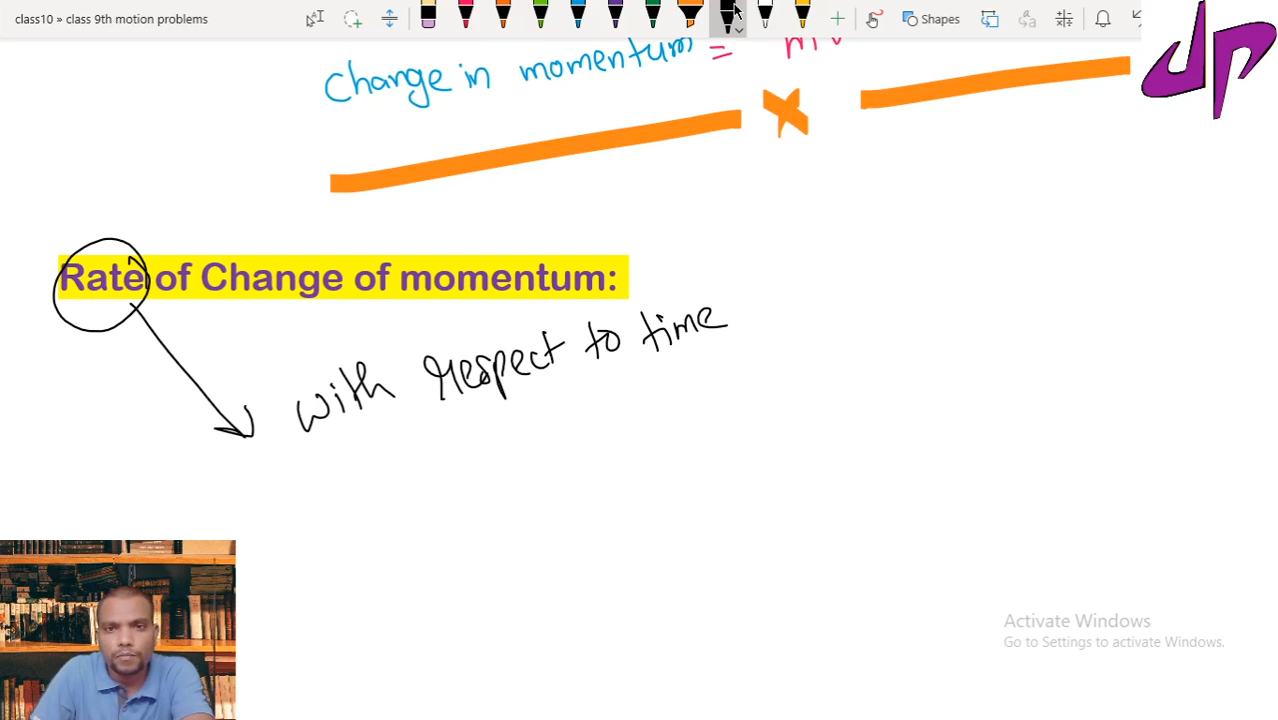 class10 » class 9th motion problems
Shapes
Change in momentum =
dp
Rate of Change of momentum:
with respect to time
Activate Windows
Go to Settings to activate Windows.